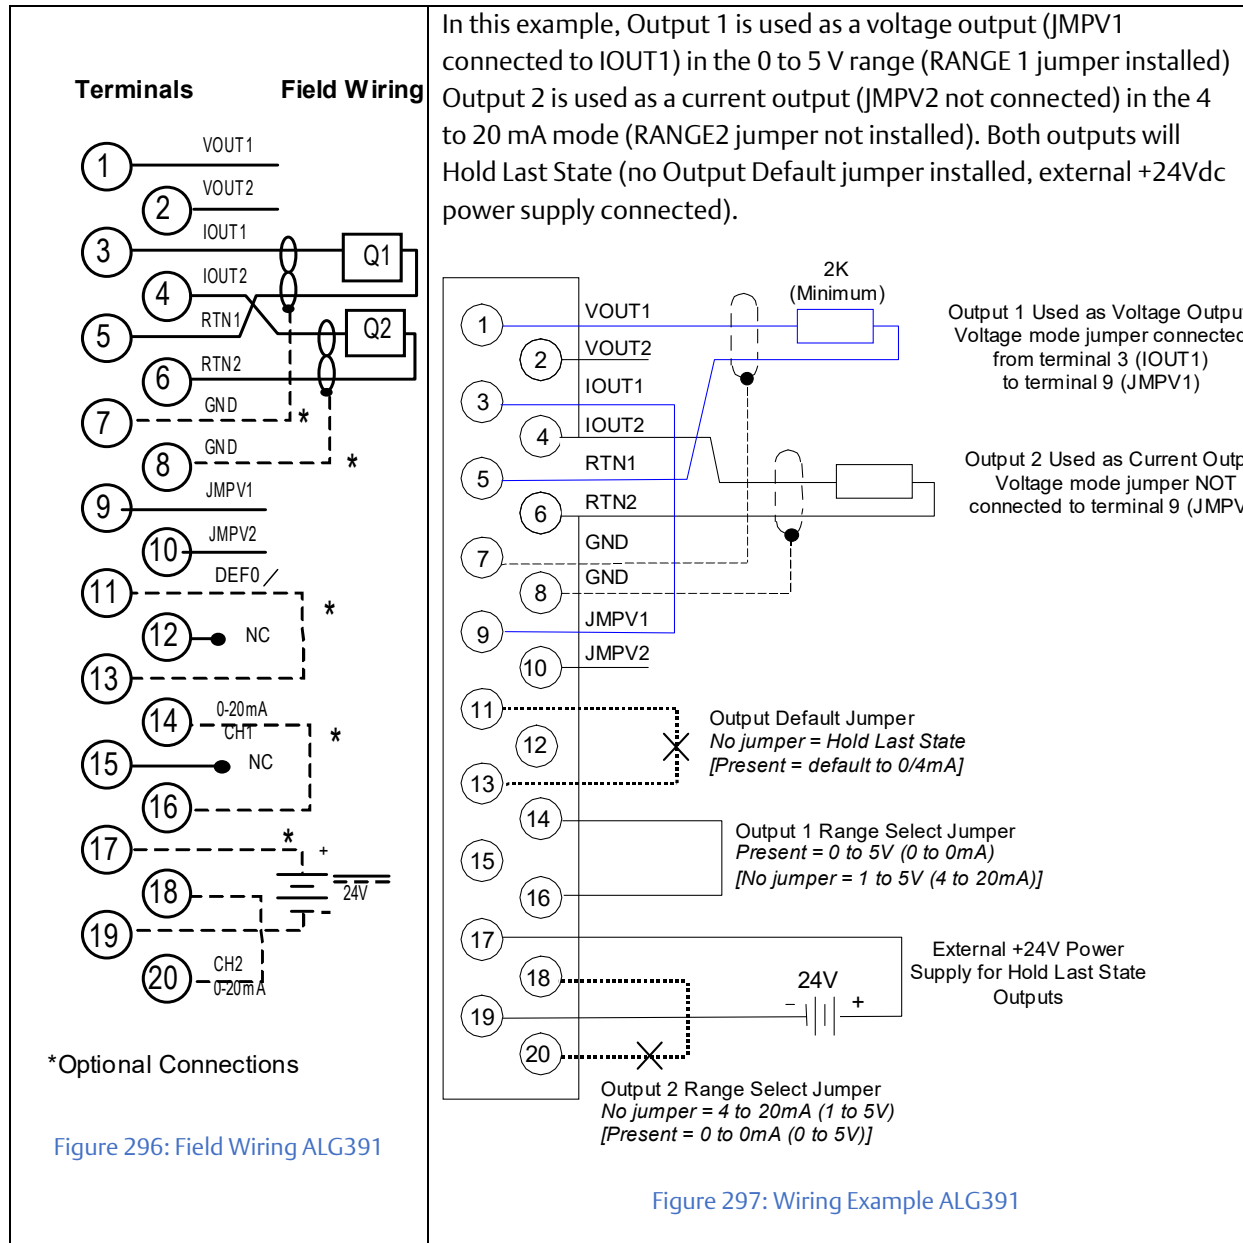 Terminals Field Wiring
1 VOUT1
2 VOUT2
3 IOUT1
Q1
4 IOUT2
5 RTN1
Q2
6 RTN2
7 GND *
8 GND *
9 JMPV1
10 JMPV2
11 DEF0 *
12 NC
13
14 0-20mA
CH1 *
15 NC
16
17 * +
18 24V
19 -
20 CH2
0-20mA
*Optional Connections
Figure 296: Field Wiring ALG391
In this example, Output 1 is used as a voltage output (JMPV1
connected to IOUT1) in the 0 to 5 V range (RANGE 1 jumper installed)
Output 2 is used as a current output (JMPV2 not connected) in the 4
to 20 mA mode (RANGE2 jumper not installed). Both outputs will
Hold Last State (no Output Default jumper installed, external +24Vdc
power supply connected).
2K
(Minimum)
1 VOUT1
2 VOUT2
3 IOUT1
4 IOUT2
5 RTN1
6 RTN2
7 GND
8 GND
9 JMPV1
10 JMPV2
11
12
13
14
15
16
17
18
19
20
Output 1 Used as Voltage Outpu
Voltage mode jumper connected
from terminal 3 (IOUT1)
to terminal 9 (JMPV1)
Output 2 Used as Current Outp
Voltage mode jumper NOT
connected to terminal 9 (JMPV
Output Default Jumper
No jumper = Hold Last State
[Present = default to 0/4mA]
Output 1 Range Select Jumper
Present = 0 to 5V (0 to 0mA)
[No jumper = 1 to 5V (4 to 20mA)]
External +24V Power
Supply for Hold Last State
Outputs
24V
− +
Output 2 Range Select Jumper
No jumper = 4 to 20mA (1 to 5V)
[Present = 0 to 0mA (0 to 5V)]
Figure 297: Wiring Example ALG391